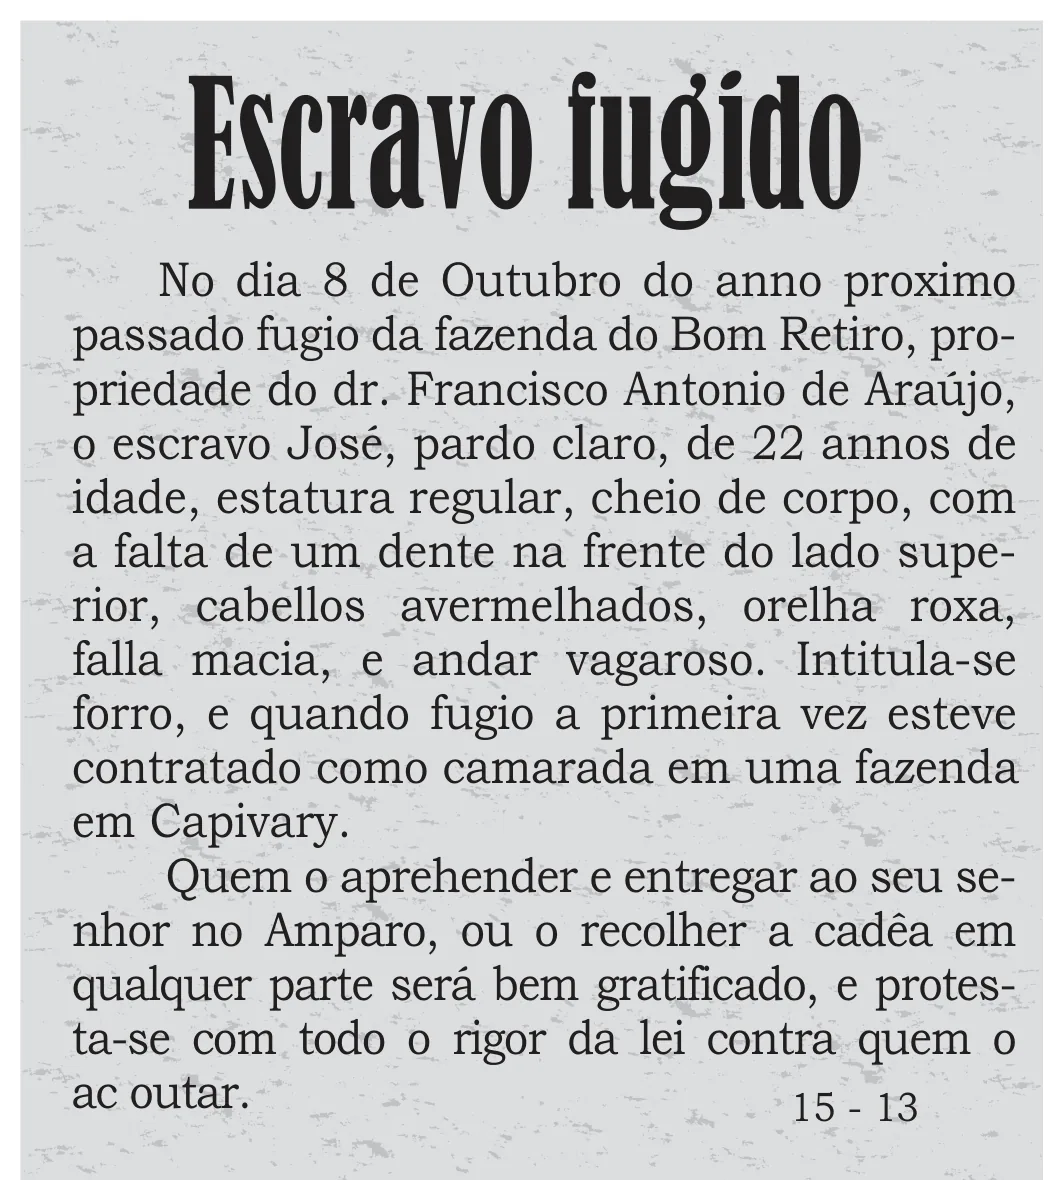 Escravo fugido
No dia 8 de Outubro do anno proximo
passado fugio da fazenda do Bom Retiro, pro-
priedade do dr. Francisco Antonio de Araújo,
o escravo José, pardo claro, de 22 annos de
idade, estatura regular, cheio de corpo, com
a falta de um dente na frente do lado supe-
rior, cabellos avermelhados, orelha roxa,
falla macia, e andar vagaroso. Intitula-se
forro, e quando fugio a primeira vez esteve
contratado como camarada em uma fazenda
em Capivary.
Quem o aprehender e entregar ao seu se-
nhor no Amparo, ou o recolher a cadêa em
qualquer parte será bem gratificado, e protes-
ta-se com todo o rigor da lei contra quem o
ac outar.
15 - 13